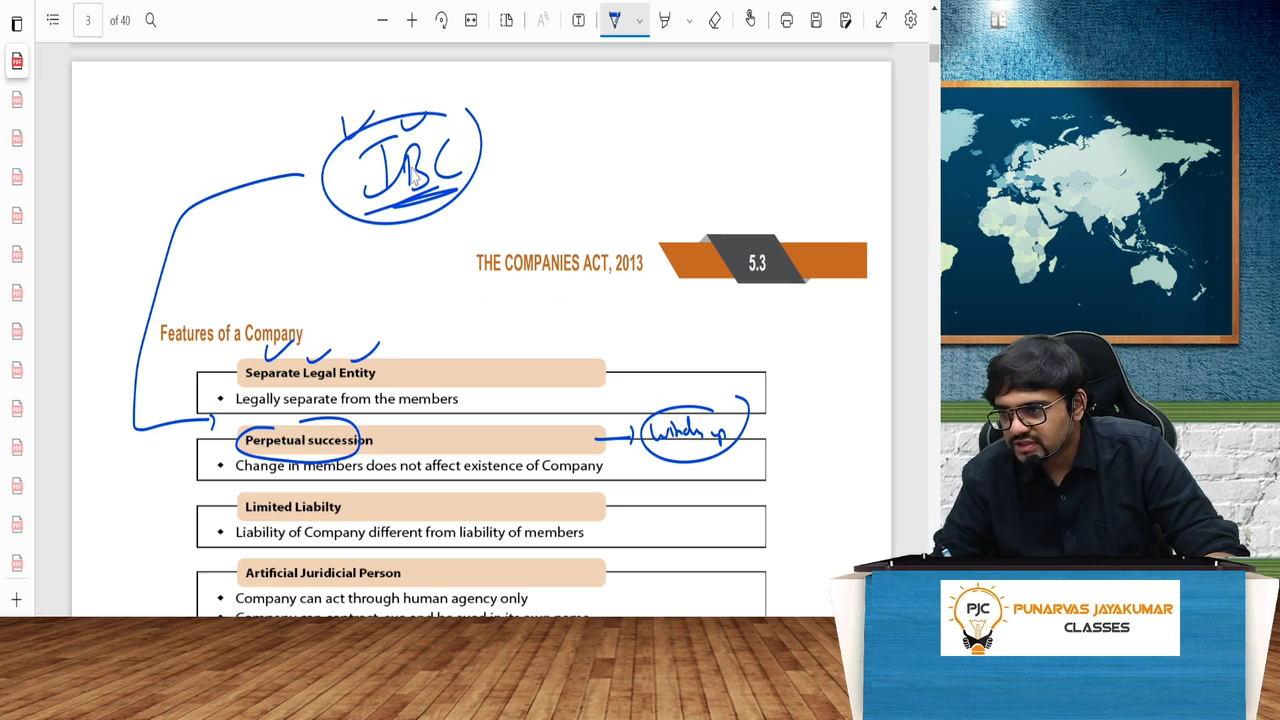 3 of 40
IBC
THE COMPANIES ACT, 2013
5.3
Features of a Company
Separate Legal Entity
Legally separate from the members
Perpetual succession
winds up
Change in members does not affect existence of Company
Limited Liabilty
Liability of Company different from liability of members
Artificial Juridicial Person
Company can act through human agency only
PJC
PUNARVAS JAYAKUMAR
CLASSES